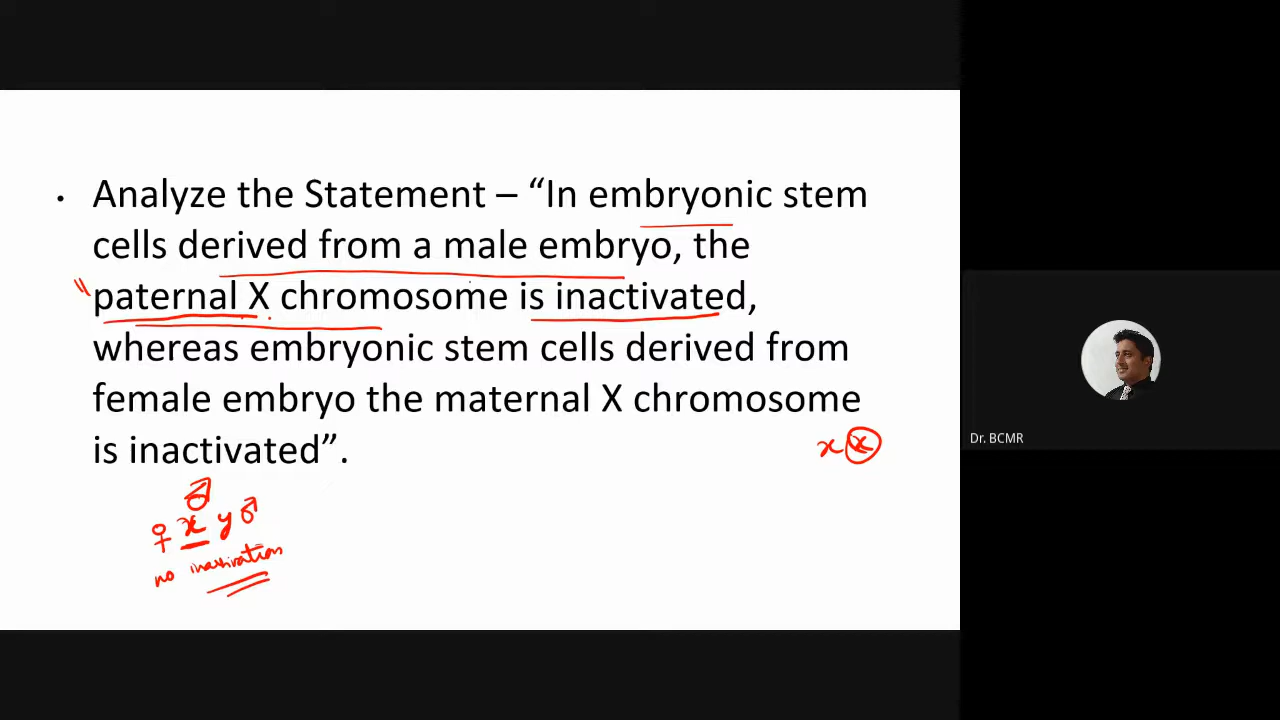 • Analyze the Statement – “In embryonic stem
cells derived from a male embryo, the
paternal X chromosome is inactivated,
whereas embryonic stem cells derived from
female embryo the maternal X chromosome
is inactivated”.
x x
♂
♀ x y ♂
no inactivation
Dr. BCMR